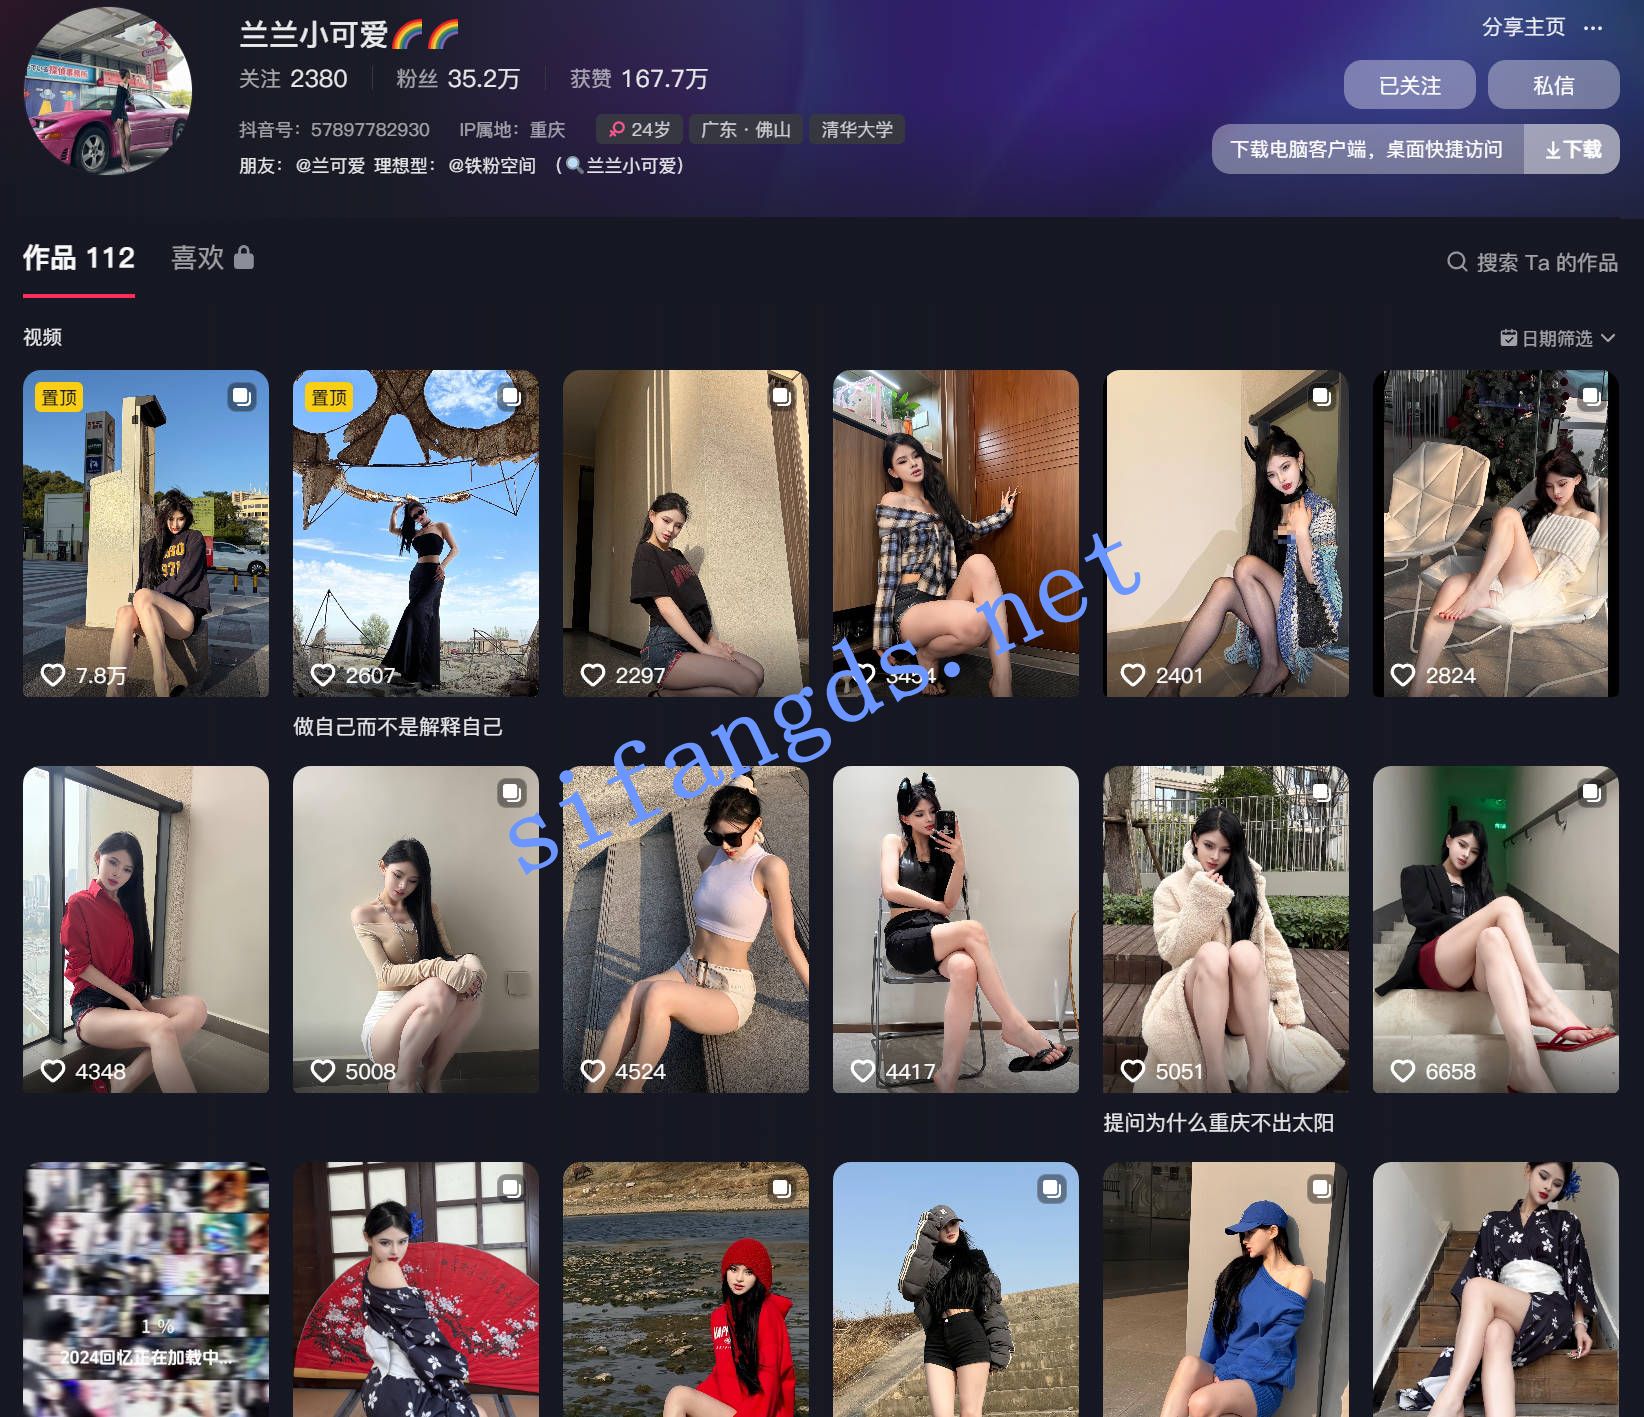 兰兰小可爱🌈🌈
关注 2380 粉丝 35.2万 获赞 167.7万
抖音号：57897782930 IP属地：重庆 24岁 广东·佛山 清华大学
朋友：@兰可爱 理想型：@铁粉空间 （🔍兰兰小可爱）
分享主页 ···
已关注 私信
下载电脑客户端，桌面快捷访问 下载
作品 112 喜欢
搜索 Ta 的作品
视频
日期筛选
置顶
置顶
7.8万
2607
2297
3454
2401
2824
做自己而不是解释自己
sifangds.net
4348
5008
4524
4417
5051
6658
提问为什么重庆不出太阳
1 %
2024回忆正在加载中...